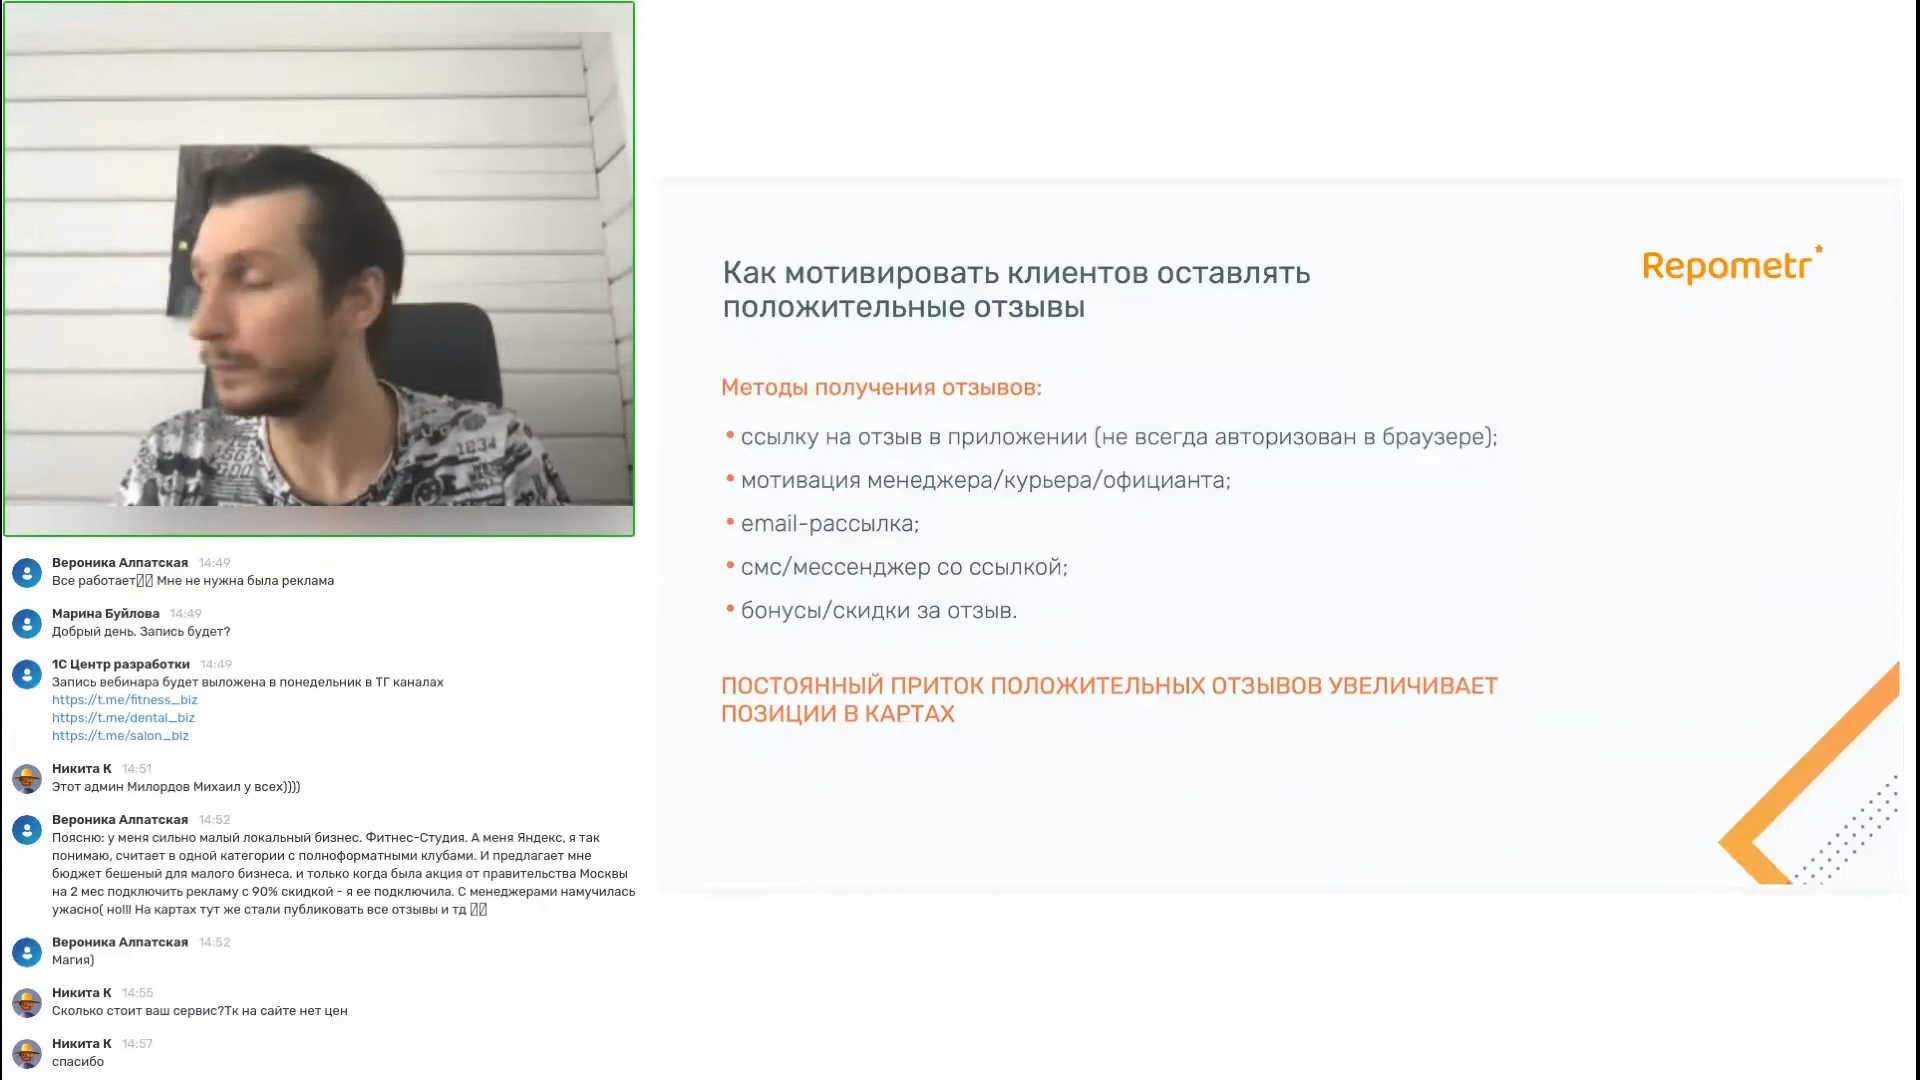 Вероника Алпатская 14:49
Все работает Мне не нужна была реклама
Марина Буйлова 14:49
Добрый день. Запись будет?
1С Центр разработки 14:49
Запись вебинара будет выложена в понедельник в ТГ каналах
https://t.me/fitness_biz
https://t.me/dental_biz
https://t.me/salon_biz
Никита К 14:51
Этот админ Милордов Михаил у всех))))
Вероника Алпатская 14:52
Поясню: у меня сильно малый локальный бизнес. Фитнес-Студия. А меня Яндекс, я так
понимаю, считает в одной категории с полноформатными клубами. И предлагает мне
бюджет бешеный для малого бизнеса. и только когда была акция от правительства Москвы
на 2 мес подключить рекламу с 90% скидкой - я ее подключила. С менеджерами намучилась
ужасно( но!!! На картах тут же стали публиковать все отзывы и тд
Вероника Алпатская 14:52
Магия)
Никита К 14:55
Сколько стоит ваш сервис?Тк на сайте нет цен
Никита К 14:57
спасибо
Repometr
Как мотивировать клиентов оставлять
положительные отзывы
Методы получения отзывов:
• ссылку на отзыв в приложении (не всегда авторизован в браузере);
• мотивация менеджера/курьера/официанта;
• email-рассылка;
• смс/мессенджер со ссылкой;
• бонусы/скидки за отзыв.
ПОСТОЯННЫЙ ПРИТОК ПОЛОЖИТЕЛЬНЫХ ОТЗЫВОВ УВЕЛИЧИВАЕТ
ПОЗИЦИИ В КАРТАХ